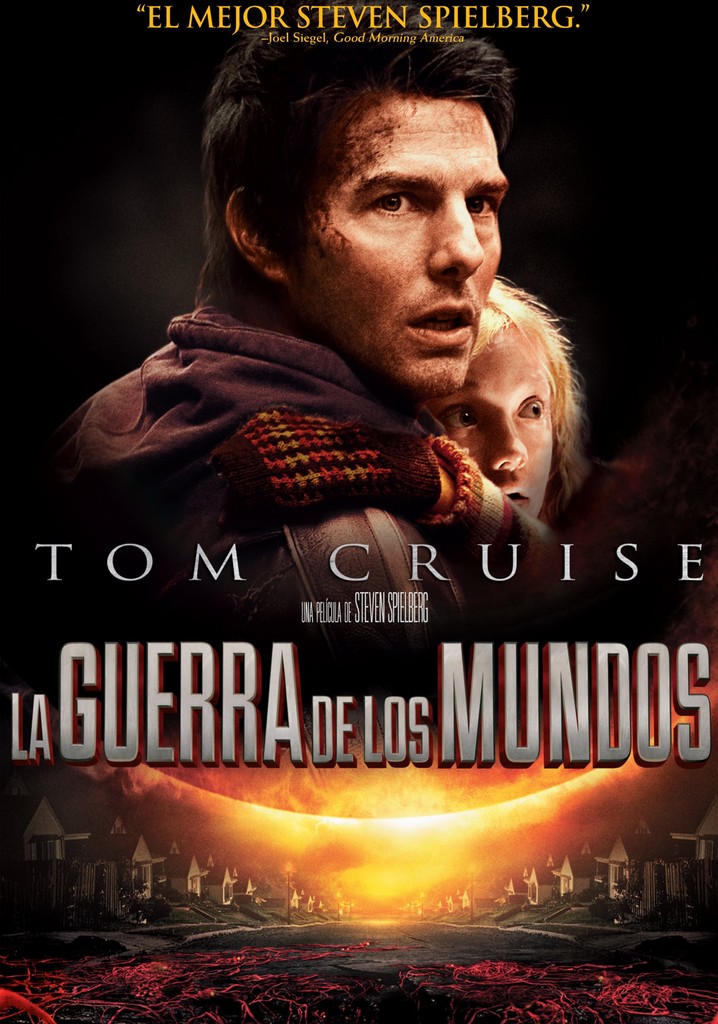 “EL MEJOR STEVEN SPIELBERG.”
–Joel Siegel, Good Morning America
TOM CRUISE
UNA PELÍCULA DE STEVEN SPIELBERG
LA GUERRA DE LOS MUNDOS